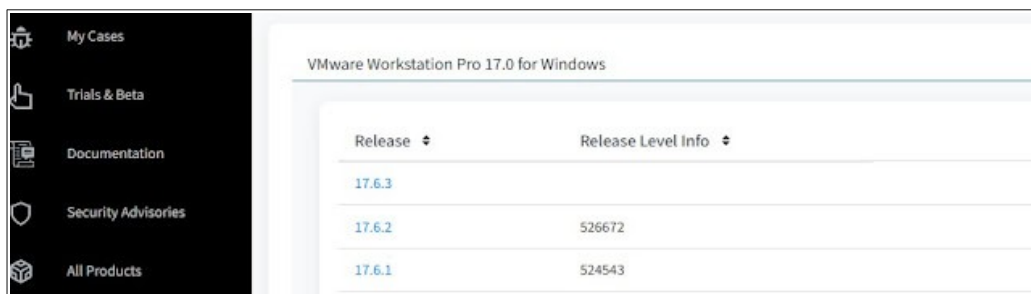 My Cases
Trials & Beta
Documentation
Security Advisories
All Products
VMware Workstation Pro 17.0 for Windows
Release Release Level Info
17.6.3
17.6.2 526672
17.6.1 524543